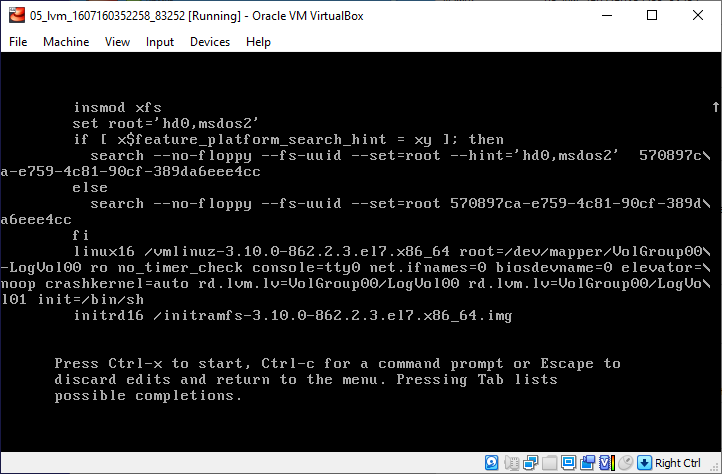 05_lvm_1607160352258_83252 [Running] - Oracle VM VirtualBox
File Machine View Input Devices Help
insmod xfs
set root='hd0,msdos2'
if [ x$feature_platform_search_hint = xy ]; then
search --no-floppy --fs-uuid --set=root --hint='hd0,msdos2' 570897c\
a-e759-4c81-90cf-389da6eee4cc
else
search --no-floppy --fs-uuid --set=root 570897ca-e759-4c81-90cf-389d\
a6eee4cc
fi
linux16 /vmlinuz-3.10.0-862.2.3.el7.x86_64 root=/dev/mapper/VolGroup00\
-LogVol00 ro no_timer_check console=tty0 net.ifnames=0 biosdevname=0 elevator=\
noop crashkernel=auto rd.lvm.lv=VolGroup00/LogVol00 rd.lvm.lv=VolGroup00/LogVo\
l01 init=/bin/sh
initrd16 /initramfs-3.10.0-862.2.3.el7.x86_64.img
Press Ctrl-x to start, Ctrl-c for a command prompt or Escape to
discard edits and return to the menu. Pressing Tab lists
possible completions.
Right Ctrl